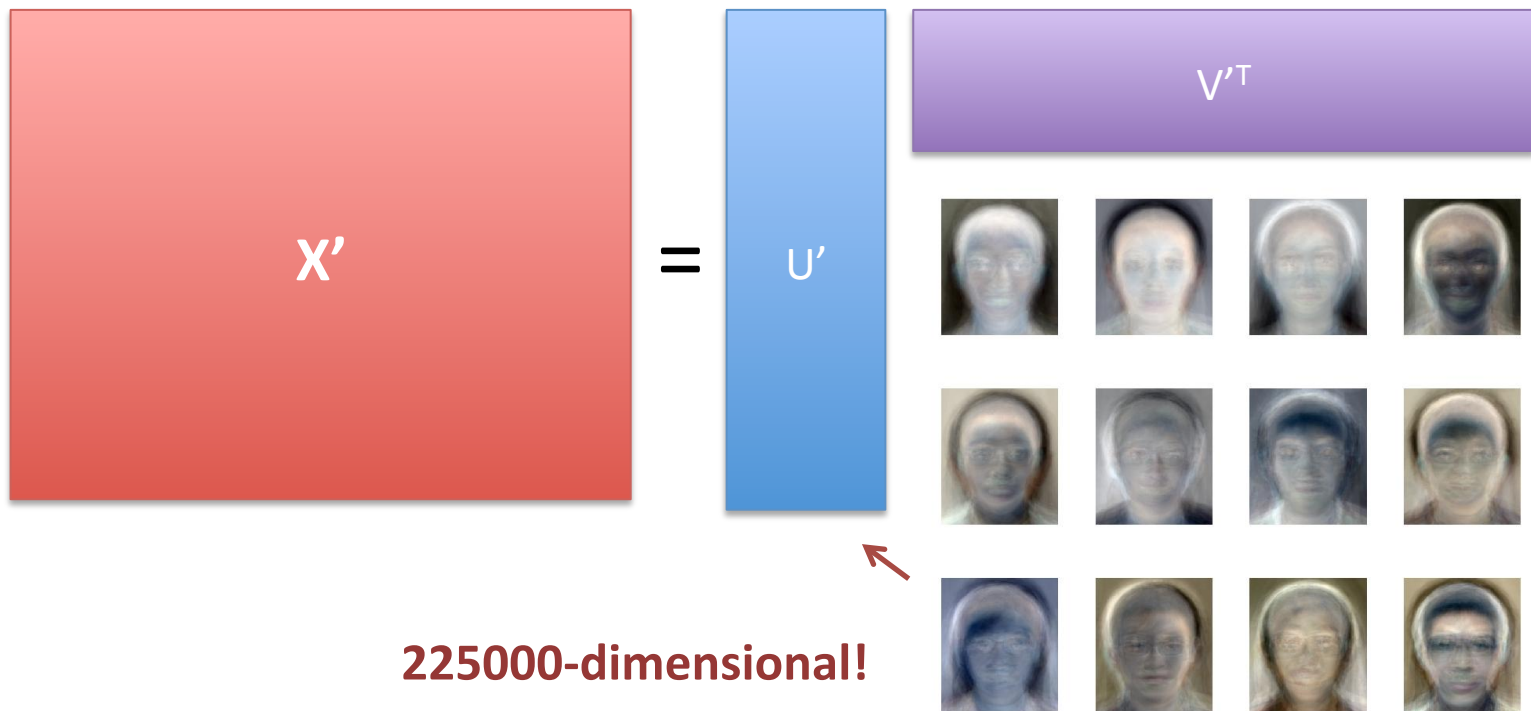 X’
=
U’
V’ᵀ
225000-dimensional!